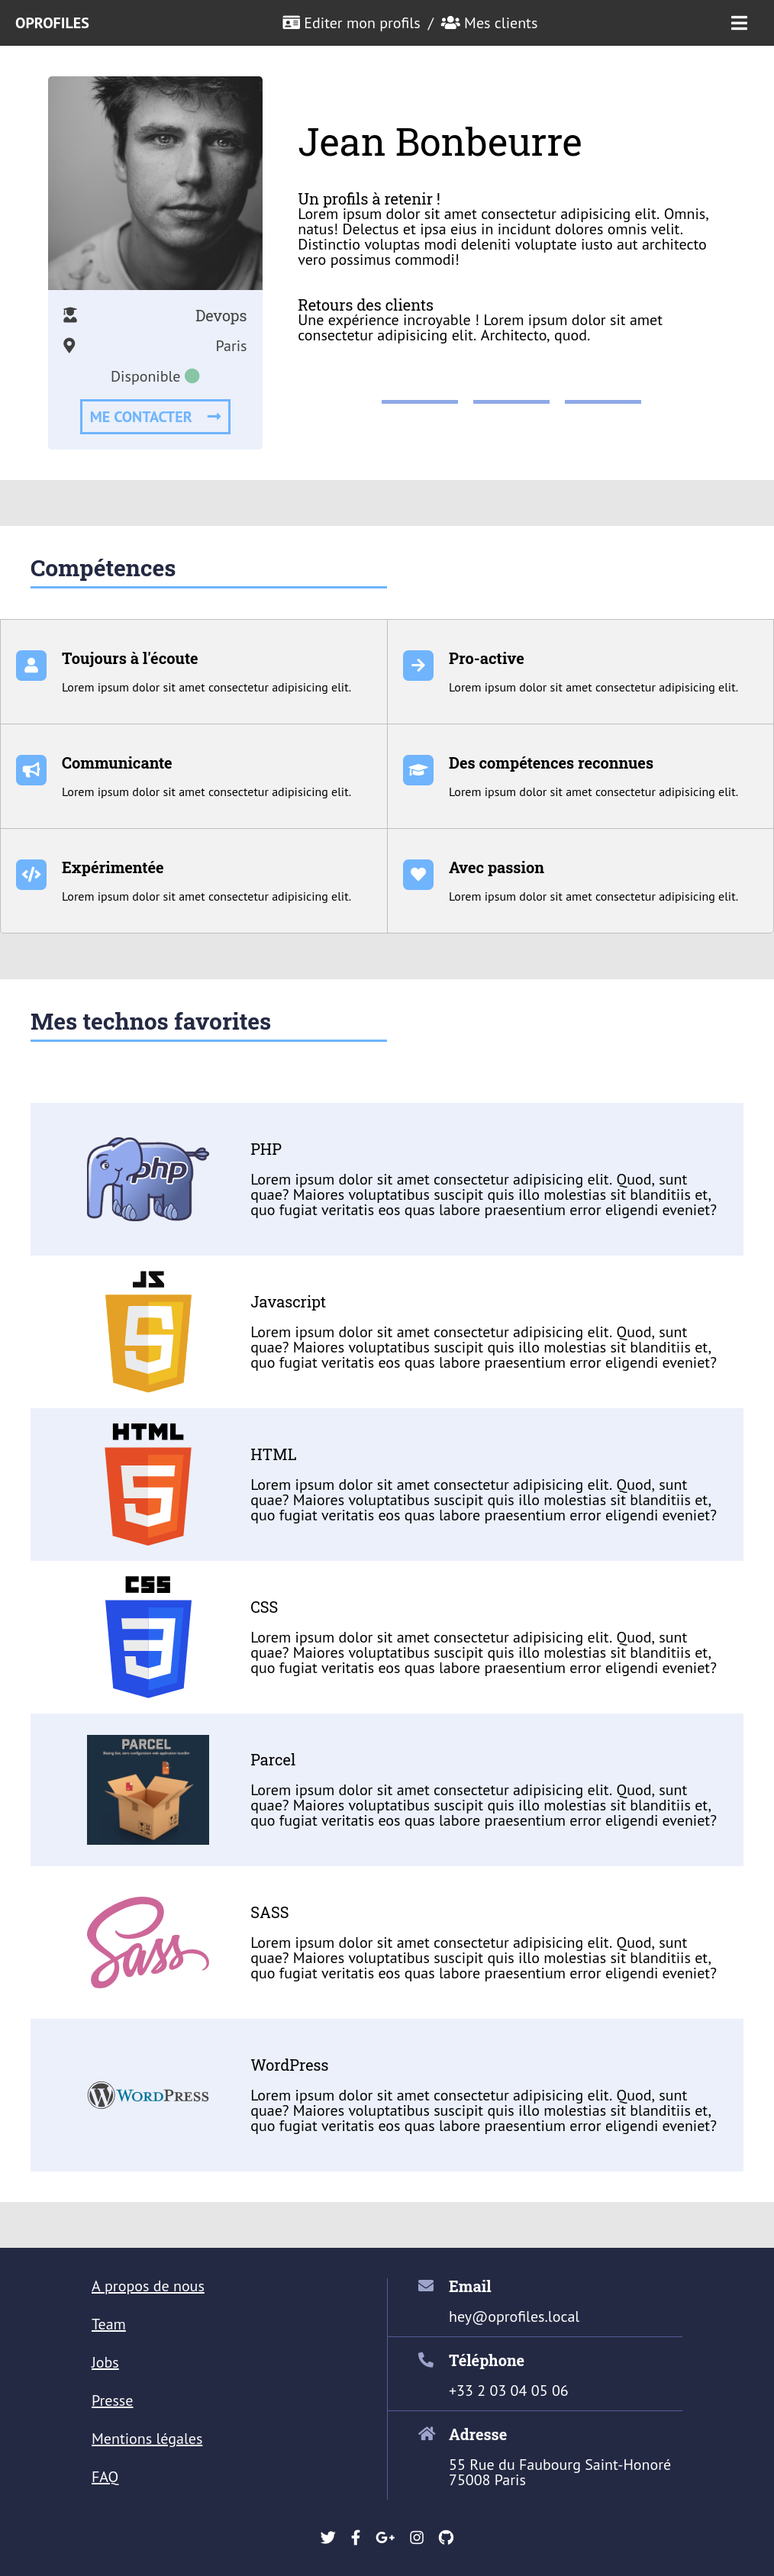 OPROFILES
Editer mon profils / Mes clients
Jean Bonbeurre
Un profils à retenir !
Lorem ipsum dolor sit amet consectetur adipisicing elit. Omnis,
natus! Delectus et ipsa eius in incidunt dolores omnis velit.
Distinctio voluptas modi deleniti voluptate iusto aut architecto
vero possimus commodi!
Retours des clients
Une expérience incroyable ! Lorem ipsum dolor sit amet
consectetur adipisicing elit. Architecto, quod.
Devops
Paris
Disponible
ME CONTACTER
Compétences
Toujours à l'écoute
Lorem ipsum dolor sit amet consectetur adipisicing elit.
Pro-active
Lorem ipsum dolor sit amet consectetur adipisicing elit.
Communicante
Lorem ipsum dolor sit amet consectetur adipisicing elit.
Des compétences reconnues
Lorem ipsum dolor sit amet consectetur adipisicing elit.
Expérimentée
Lorem ipsum dolor sit amet consectetur adipisicing elit.
Avec passion
Lorem ipsum dolor sit amet consectetur adipisicing elit.
Mes technos favorites
php
PHP
Lorem ipsum dolor sit amet consectetur adipisicing elit. Quod, sunt
quae? Maiores voluptatibus suscipit quis illo molestias sit blanditiis et,
quo fugiat veritatis eos quas labore praesentium error eligendi eveniet?
JS
5
Javascript
Lorem ipsum dolor sit amet consectetur adipisicing elit. Quod, sunt
quae? Maiores voluptatibus suscipit quis illo molestias sit blanditiis et,
quo fugiat veritatis eos quas labore praesentium error eligendi eveniet?
HTML
5
HTML
Lorem ipsum dolor sit amet consectetur adipisicing elit. Quod, sunt
quae? Maiores voluptatibus suscipit quis illo molestias sit blanditiis et,
quo fugiat veritatis eos quas labore praesentium error eligendi eveniet?
CSS
3
CSS
Lorem ipsum dolor sit amet consectetur adipisicing elit. Quod, sunt
quae? Maiores voluptatibus suscipit quis illo molestias sit blanditiis et,
quo fugiat veritatis eos quas labore praesentium error eligendi eveniet?
PARCEL
Blazing fast, zero configuration web application bundler
Parcel
Lorem ipsum dolor sit amet consectetur adipisicing elit. Quod, sunt
quae? Maiores voluptatibus suscipit quis illo molestias sit blanditiis et,
quo fugiat veritatis eos quas labore praesentium error eligendi eveniet?
Sass
SASS
Lorem ipsum dolor sit amet consectetur adipisicing elit. Quod, sunt
quae? Maiores voluptatibus suscipit quis illo molestias sit blanditiis et,
quo fugiat veritatis eos quas labore praesentium error eligendi eveniet?
WORDPRESS
WordPress
Lorem ipsum dolor sit amet consectetur adipisicing elit. Quod, sunt
quae? Maiores voluptatibus suscipit quis illo molestias sit blanditiis et,
quo fugiat veritatis eos quas labore praesentium error eligendi eveniet?
A propos de nous
Team
Jobs
Presse
Mentions légales
FAQ
Email
hey@oprofiles.local
Téléphone
+33 2 03 04 05 06
Adresse
55 Rue du Faubourg Saint-Honoré
75008 Paris